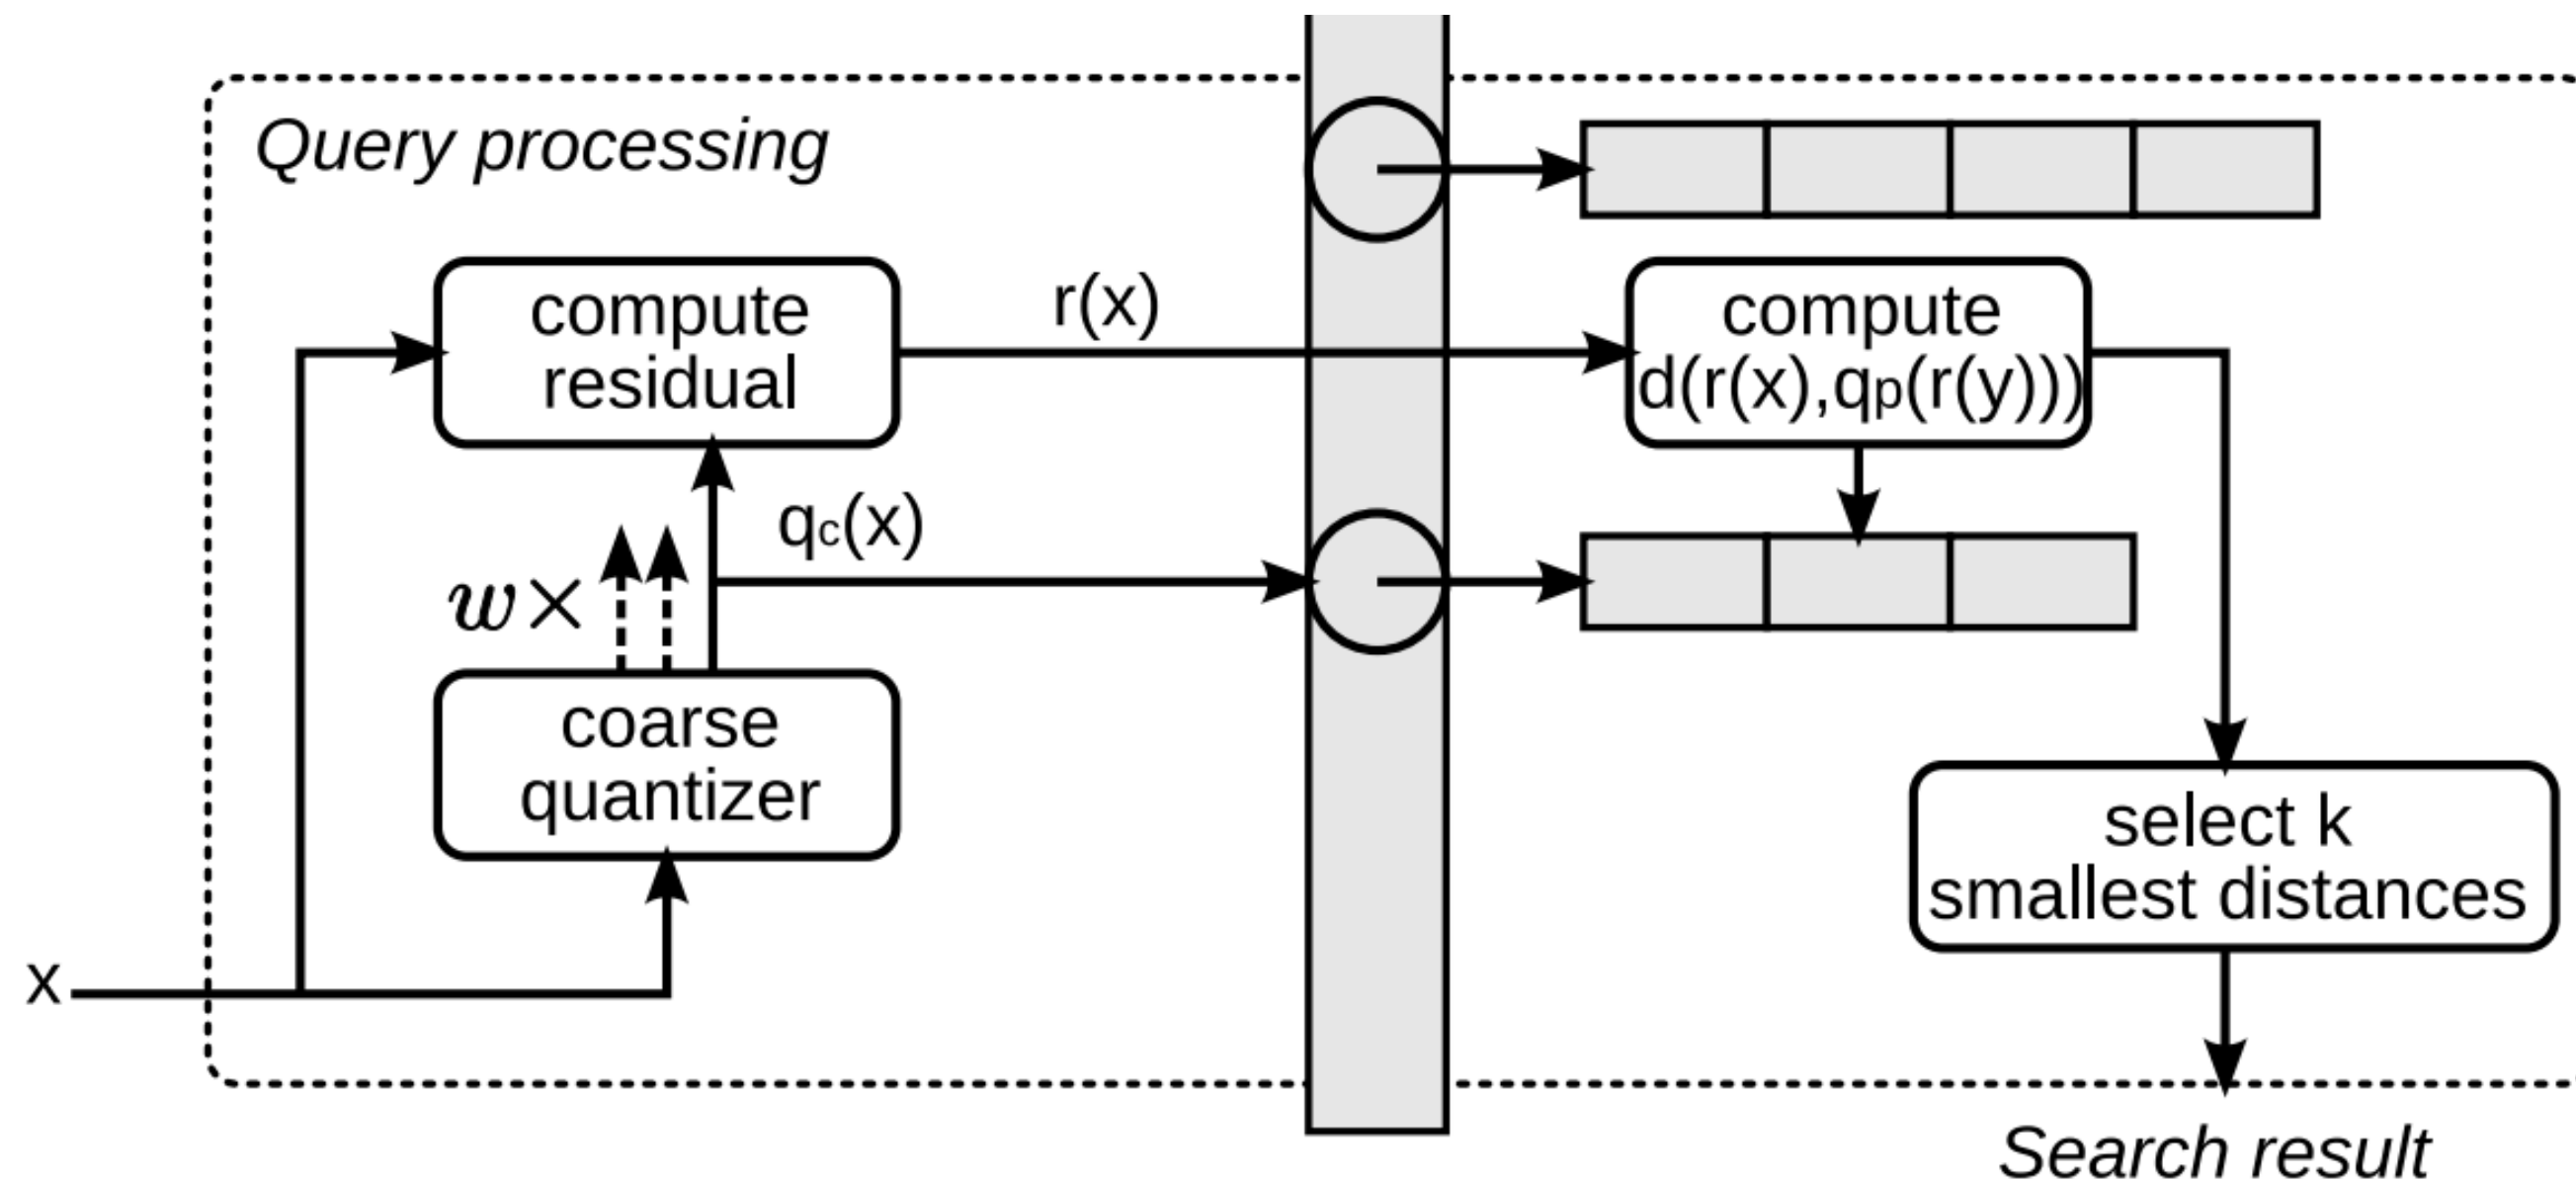 Query processing
compute
residual
r(x)
compute
d(r(x),qp(r(y)))
qc(x)
w×
coarse
quantizer
select k
smallest distances
x
Search result